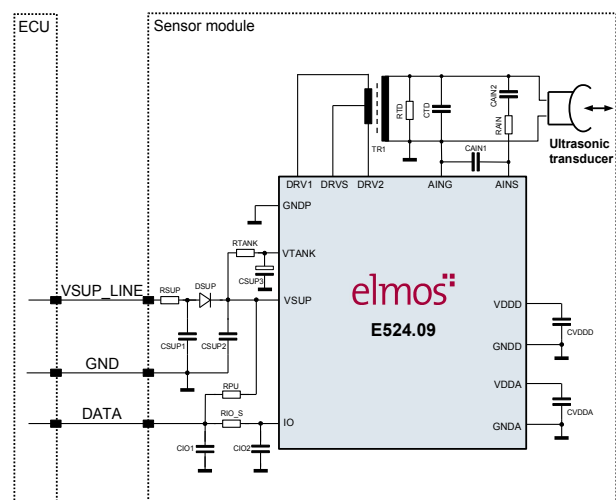 ECU
Sensor module
RTD
CTD
CAIN2
RAIN
TR1
CAIN1
Ultrasonic
transducer
DRV1
DRVS
DRV2
AING
AINS
GNDP
RTANK
VTANK
CSUP3
VSUP_LINE
RSUP
DSUP
VSUP
elmos
E524.09
VDDD
CVDDD
GNDD
CSUP1
CSUP2
GND
RPU
VDDA
CVDDA
GNDA
DATA
RIO_S
IO
CIO1
CIO2